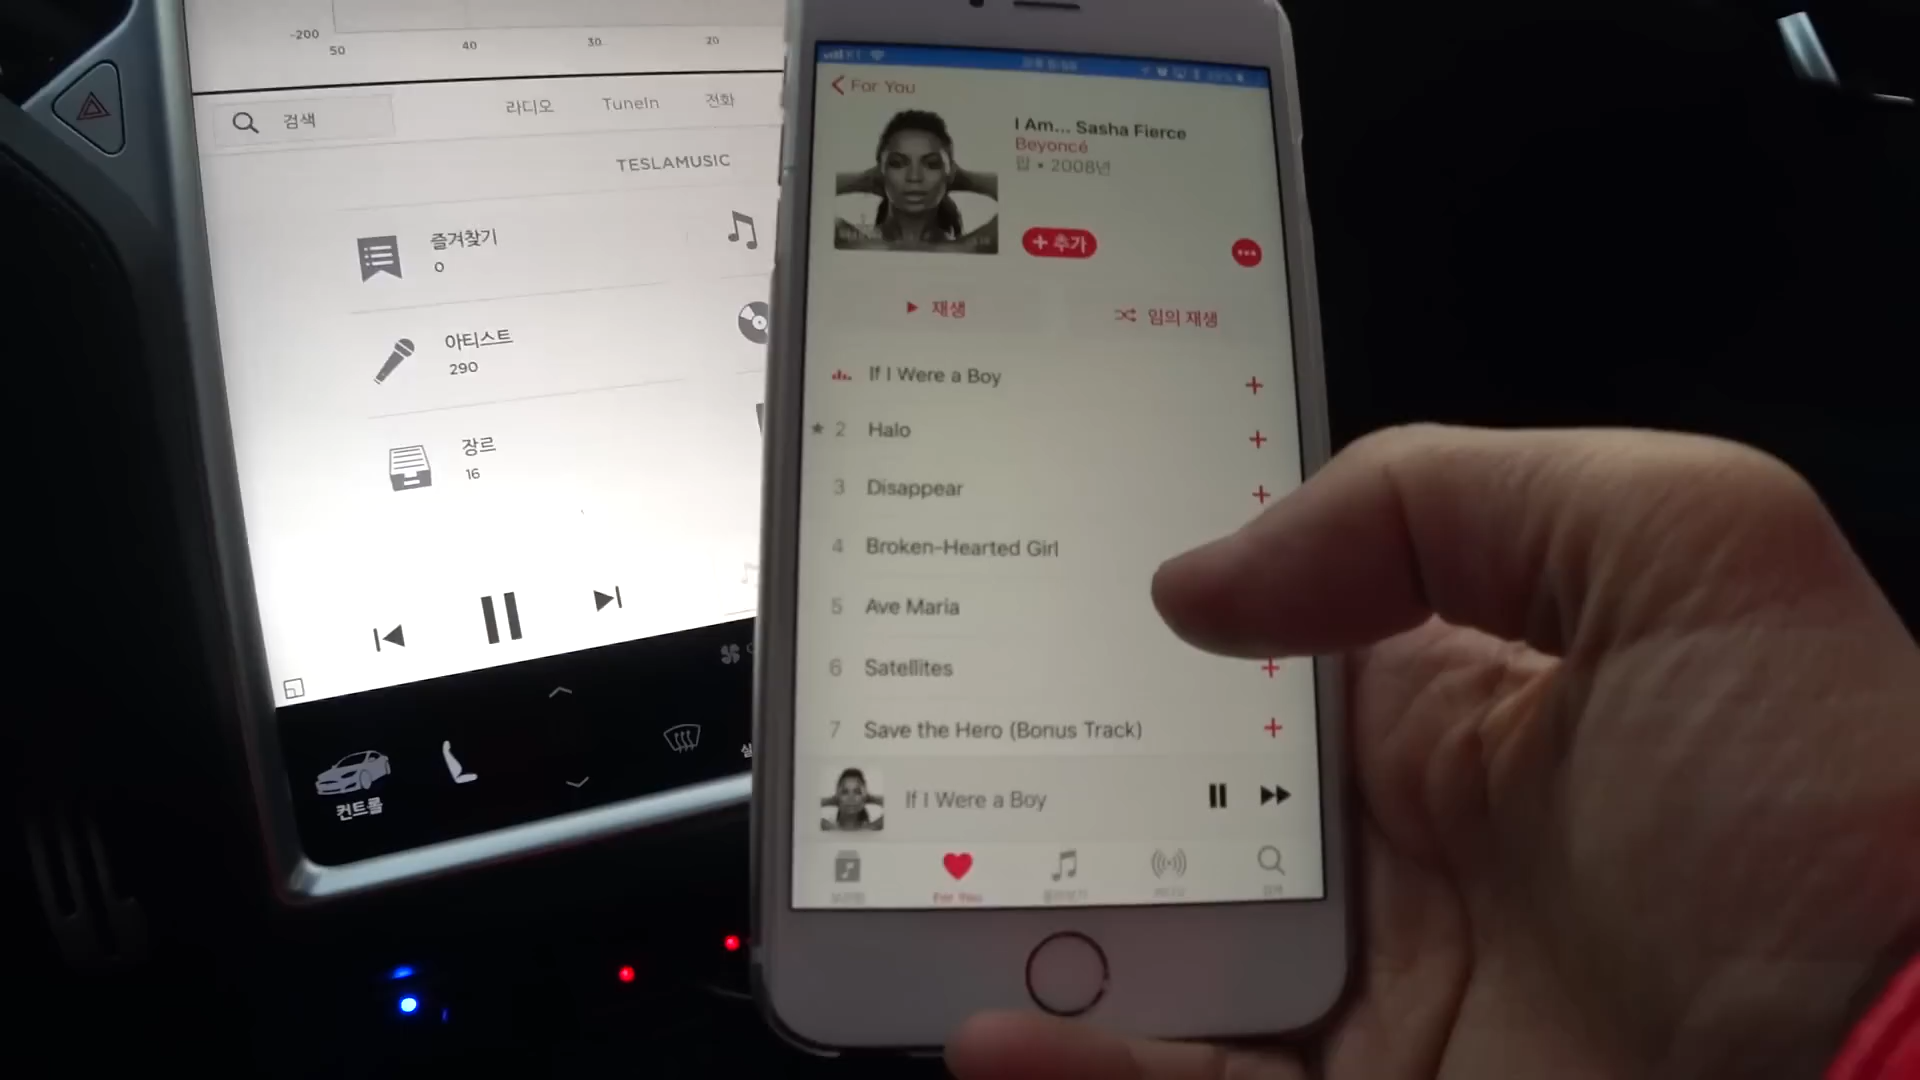 -200
50
40
30
20
검색
라디오
TuneIn
전화
TESLAMUSIC
즐겨찾기
0
아티스트
290
장르
16
컨트롤
For You
I Am... Sasha Fierce
Beyoncé
팝 • 2008년
+ 추가
재생
임의 재생
If I Were a Boy
2 Halo
3 Disappear
4 Broken-Hearted Girl
5 Ave Maria
6 Satellites
7 Save the Hero (Bonus Track)
If I Were a Boy
For You